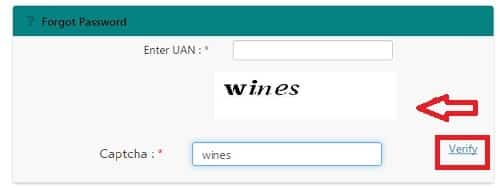 ? Forgot Password
Enter UAN : *
wines
Captcha : * wines Verify